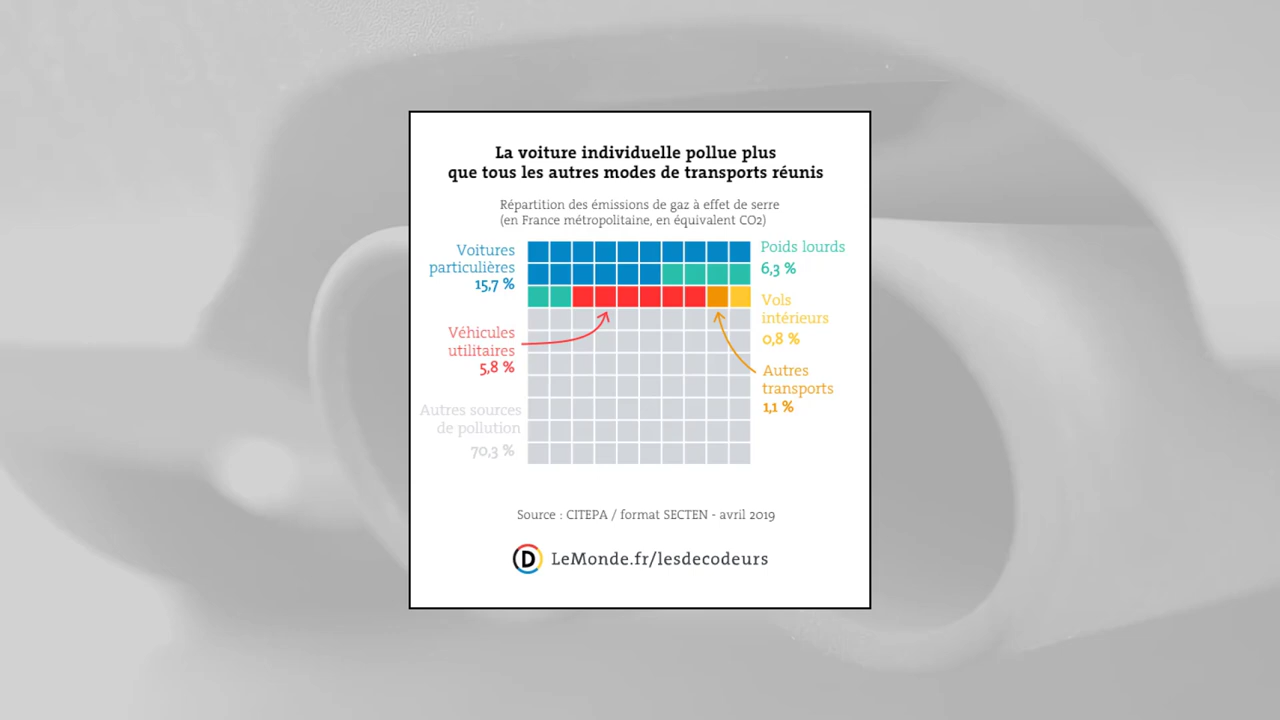 La voiture individuelle pollue plus
que tous les autres modes de transports réunis
Répartition des émissions de gaz à effet de serre
(en France métropolitaine, en équivalent CO2)
Voitures
particulières
15,7 %
Poids lourds
6,3 %
Véhicules
utilitaires
5,8 %
Vols
intérieurs
0,8 %
Autres
transports
1,1 %
Autres sources
de pollution
70,3 %
Source : CITEPA / format SECTEN - avril 2019
D LeMonde.fr/lesdecodeurs